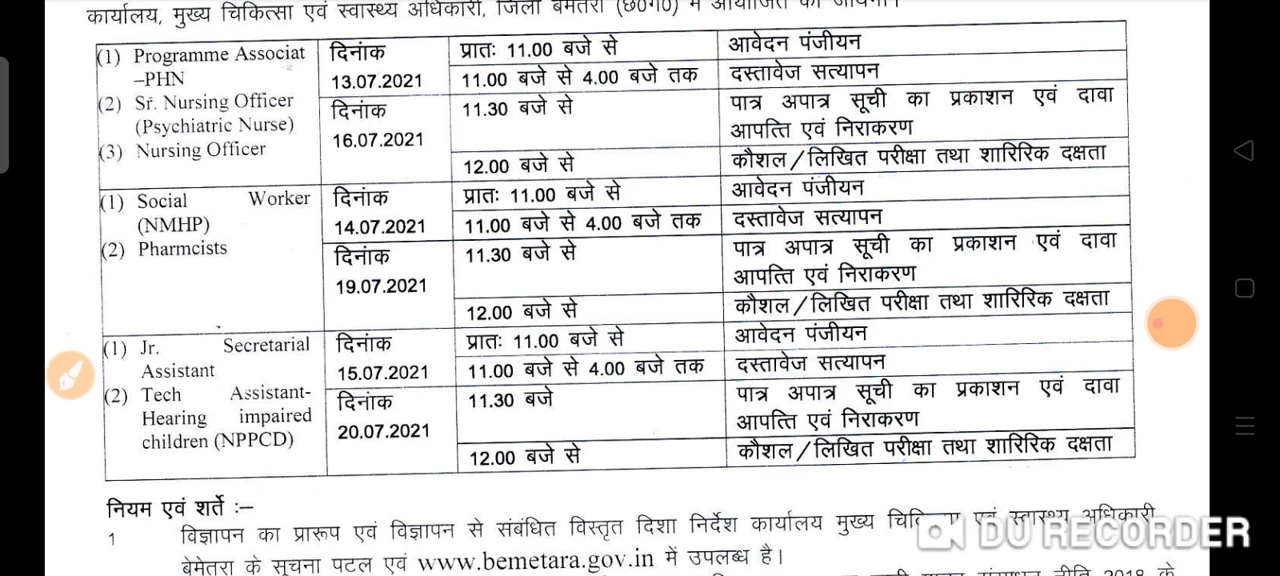 कार्यालय, मुख्य चिकित्सा एवं स्वास्थ्य अधिकारी, जिला बेमेतरा (छ0ग0) में आयोजित की जायेगी।
(1) Programme Associat
–PHN
(2) Sr. Nursing Officer
(Psychiatric Nurse)
(3) Nursing Officer
दिनांक
13.07.2021
प्रातः 11.00 बजे से
आवेदन पंजीयन
11.00 बजे से 4.00 बजे तक
दस्तावेज सत्यापन
दिनांक
16.07.2021
11.30 बजे से
पात्र अपात्र सूची का प्रकाशन एवं दावा
आपत्ति एवं निराकरण
12.00 बजे से
कौशल/लिखित परीक्षा तथा शारिरिक दक्षता
(1) Social Worker
(NMHP)
(2) Pharmcists
दिनांक
14.07.2021
प्रातः 11.00 बजे से
आवेदन पंजीयन
11.00 बजे से 4.00 बजे तक
दस्तावेज सत्यापन
दिनांक
19.07.2021
11.30 बजे से
पात्र अपात्र सूची का प्रकाशन एवं दावा
आपत्ति एवं निराकरण
12.00 बजे से
कौशल/लिखित परीक्षा तथा शारिरिक दक्षता
(1) Jr. Secretarial
Assistant
(2) Tech Assistant-
Hearing impaired
children (NPPCD)
दिनांक
15.07.2021
प्रातः 11.00 बजे से
आवेदन पंजीयन
11.00 बजे से 4.00 बजे तक
दस्तावेज सत्यापन
दिनांक
20.07.2021
11.30 बजे
पात्र अपात्र सूची का प्रकाशन एवं दावा
आपत्ति एवं निराकरण
12.00 बजे से
कौशल/लिखित परीक्षा तथा शारिरिक दक्षता
नियम एवं शर्ते :–
1 विज्ञापन का प्रारूप एवं विज्ञापन से संबंधित विस्तृत दिशा निर्देश कार्यालय मुख्य एवं स्वास्थ्य अधिकारी
बेमेतरा के सूचना पटल एवं www.bemetara.gov.in में उपलब्ध है।
2018 के
DU RECORDER